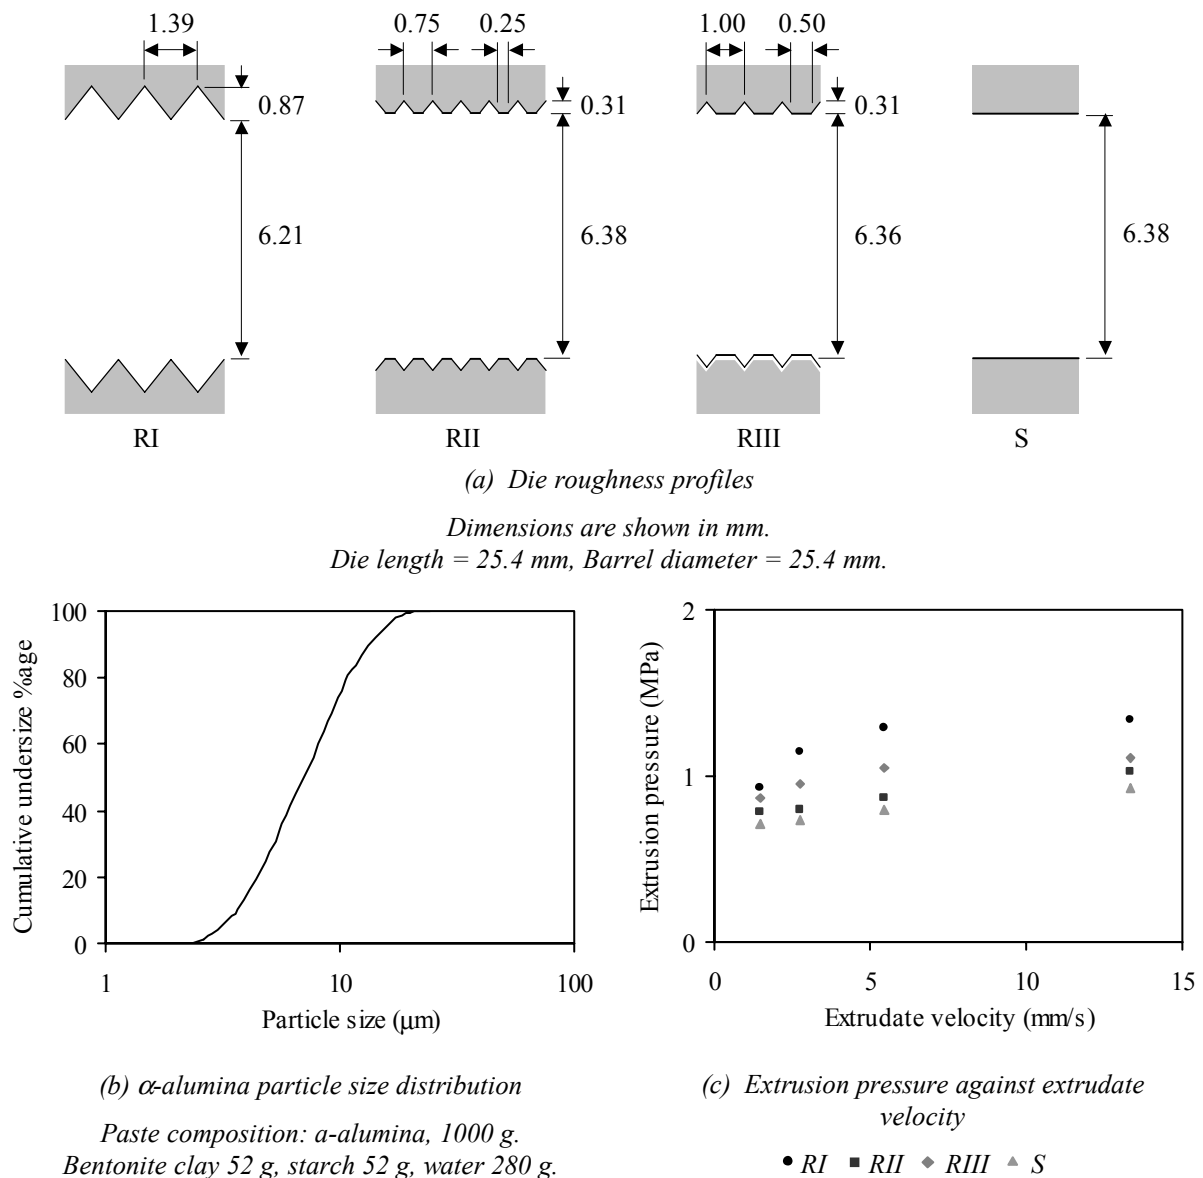 1.39
0.75 0.25
1.00 0.50
0.87
0.31
0.31
6.21
6.38
6.36
6.38
RI
RII
RIII
S
(a) Die roughness profiles
Dimensions are shown in mm.
Die length = 25.4 mm, Barrel diameter = 25.4 mm.
Cumulative undersize %age
100
80
60
40
20
0
1 10 100
Particle size (μm)
(b) α-alumina particle size distribution
Paste composition: a-alumina, 1000 g.
Bentonite clay 52 g, starch 52 g, water 280 g.
Extrusion pressure (MPa)
2
1
0
0 5 10 15
Extrudate velocity (mm/s)
(c) Extrusion pressure against extrudate
velocity
RI RII RIII S